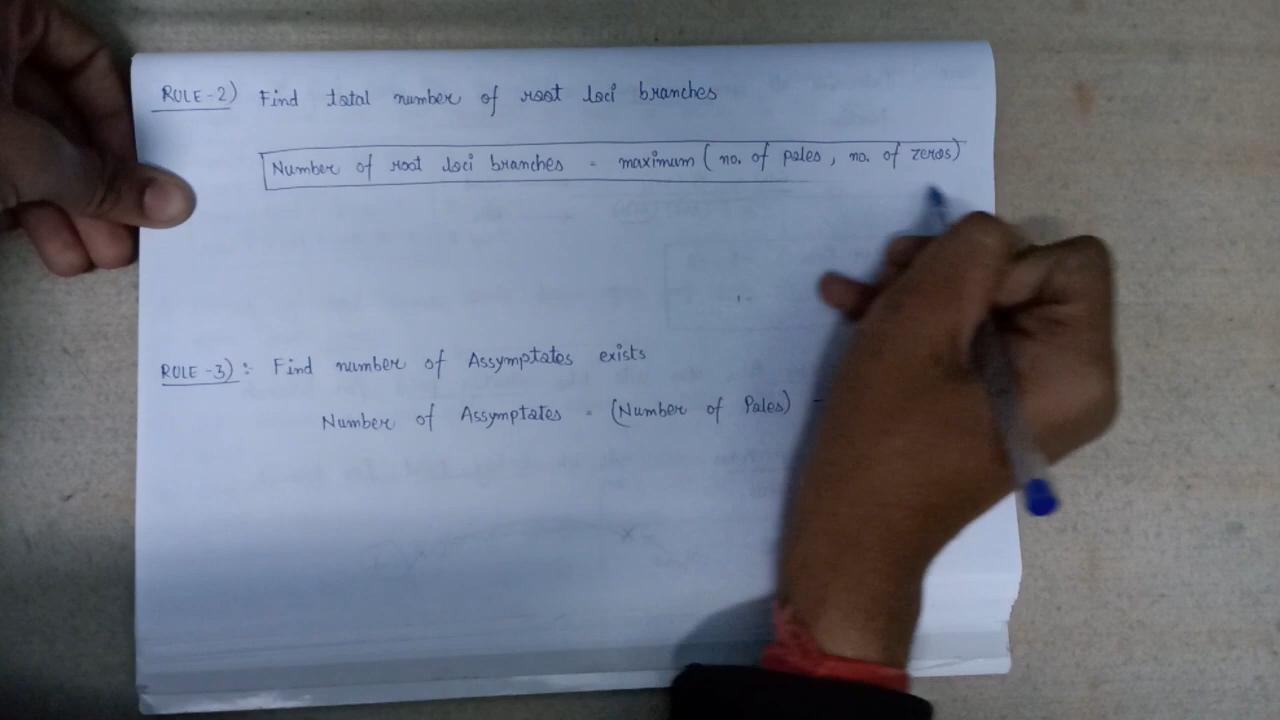 RULE-2) Find total number of root loci branches
Number of root loci branches = maximum ( no. of poles , no. of zeros)
RULE -3) :- Find number of Assymptotes exists
Number of Assymptotes = (Number of Poles) -